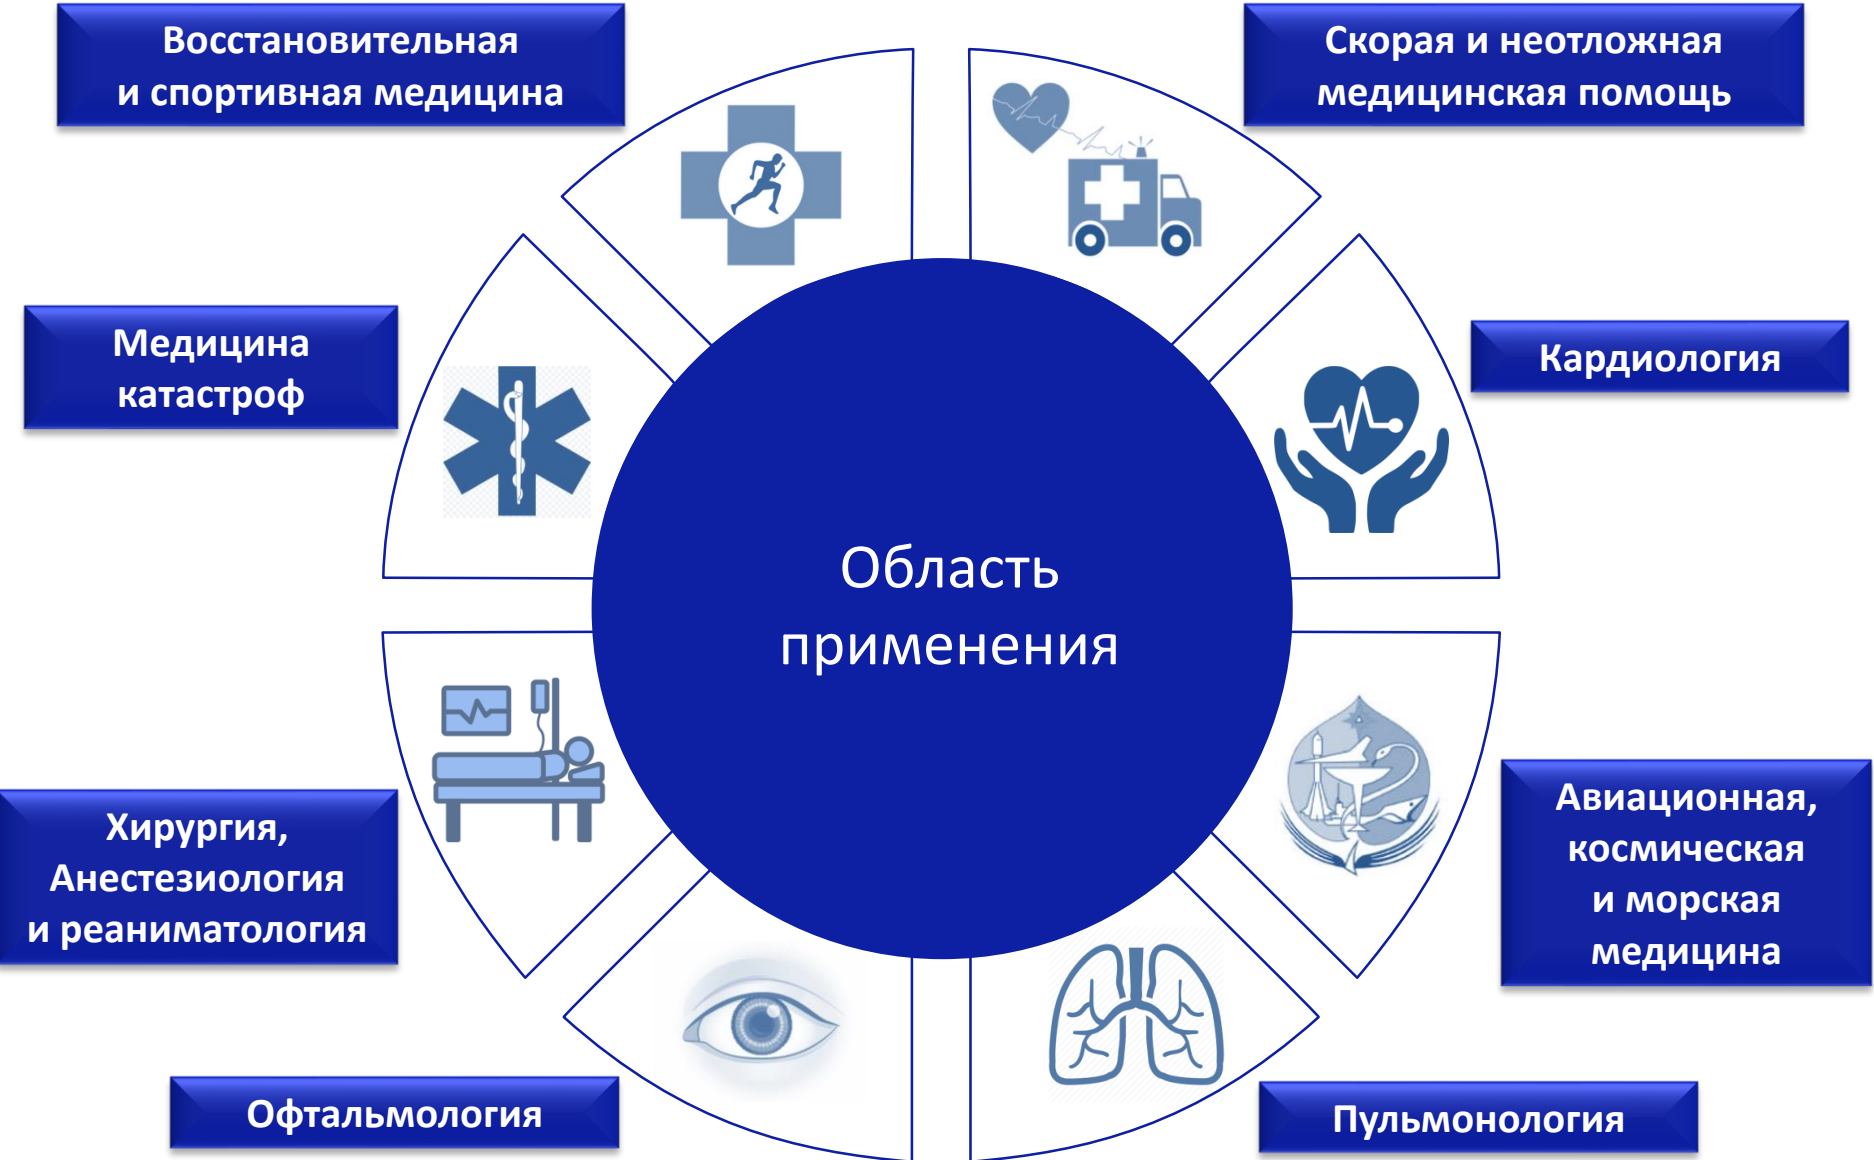 Восстановительная
и спортивная медицина
Скорая и неотложная
медицинская помощь
Медицина
катастроф
Кардиология
Область
применения
Хирургия,
Анестезиология
и реаниматология
Авиационная,
космическая
и морская
медицина
Офтальмология
Пульмонология